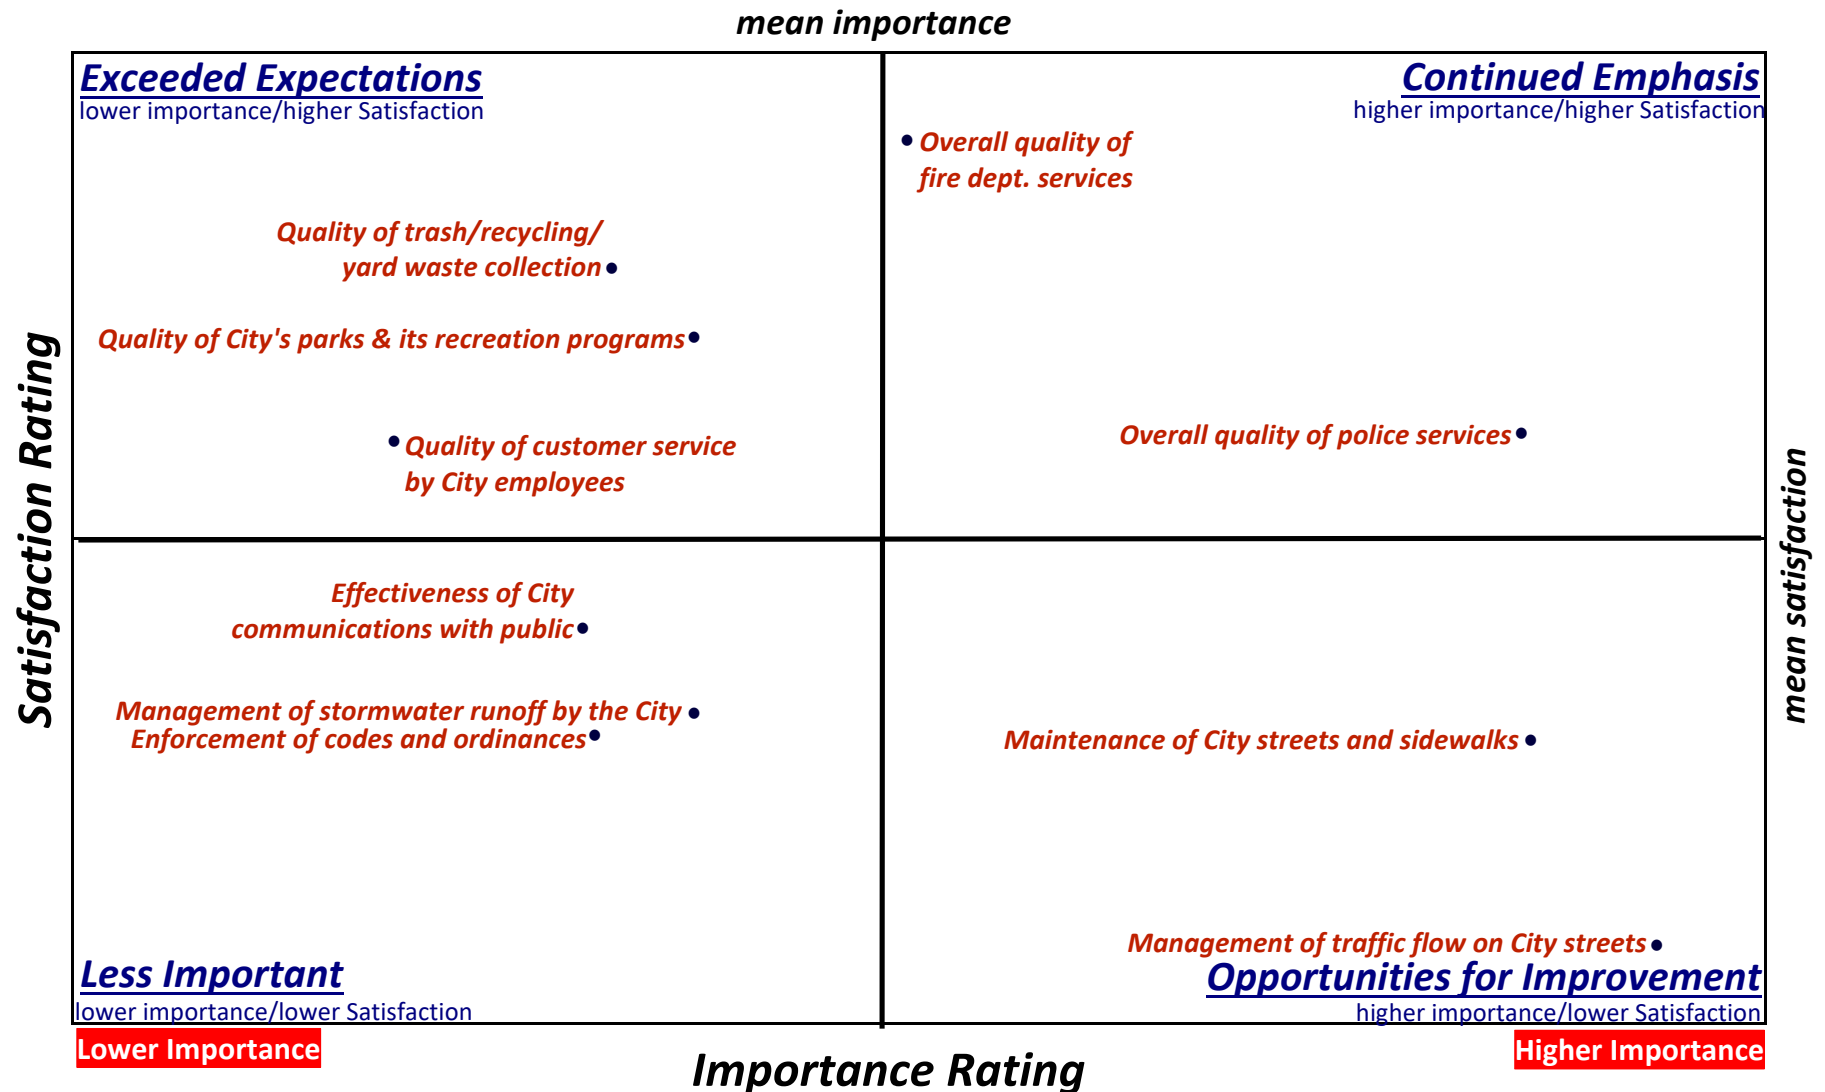 mean importance
Exceeded Expectations
lower importance/higher Satisfaction
Continued Emphasis
higher importance/higher Satisfaction
Overall quality of
fire dept. services
Quality of trash/recycling/
yard waste collection
Quality of City's parks & its recreation programs
Overall quality of police services
Quality of customer service
by City employees
Satisfaction Rating
mean satisfaction
Effectiveness of City
communications with public
Management of stormwater runoff by the City
Enforcement of codes and ordinances
Maintenance of City streets and sidewalks
Management of traffic flow on City streets
Less Important
lower importance/lower Satisfaction
Opportunities for Improvement
higher importance/lower Satisfaction
Lower Importance
Importance Rating
Higher Importance